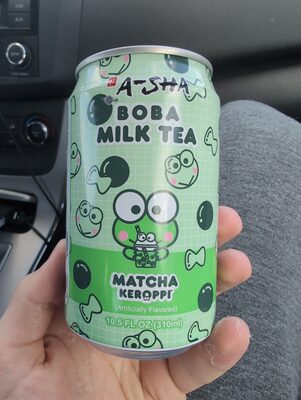 A-SHA
BOBA
MILK TEA
MATCHA
KEROPPI
(Artificially Flavored)
10.5 FL OZ (310ml)